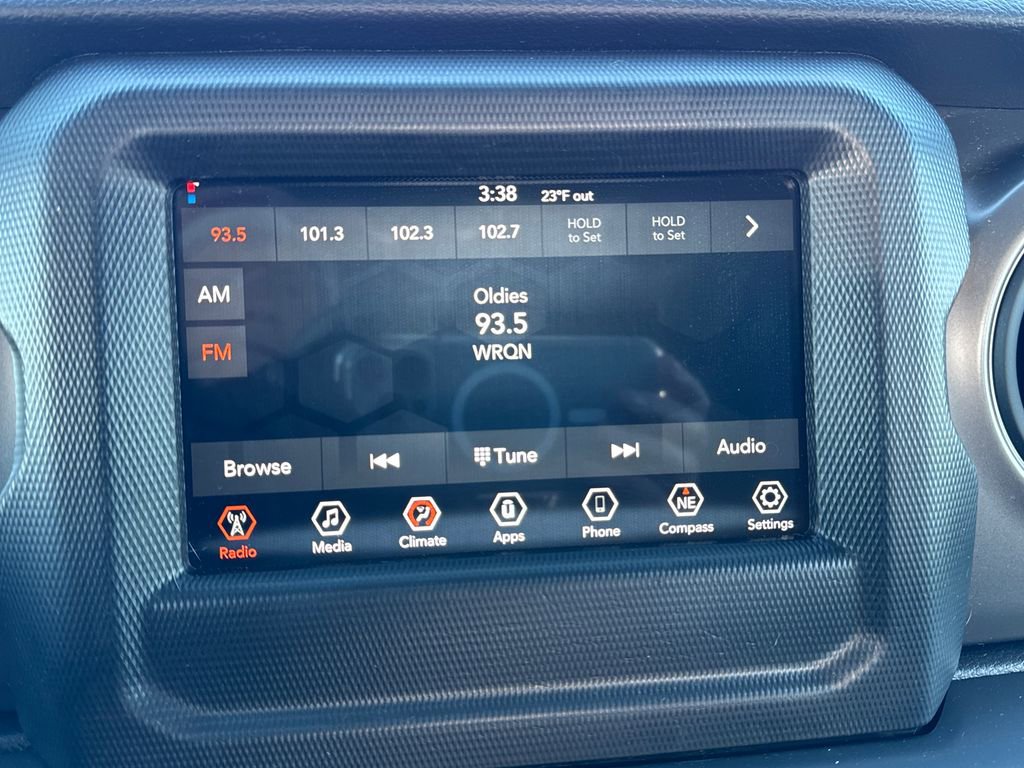 3:38 23°F out
93.5 101.3 102.3 102.7 HOLD to Set HOLD to Set
AM
FM
Oldies
93.5
WRQN
Browse Tune Audio
Radio Media Climate Apps Phone NE Compass Settings